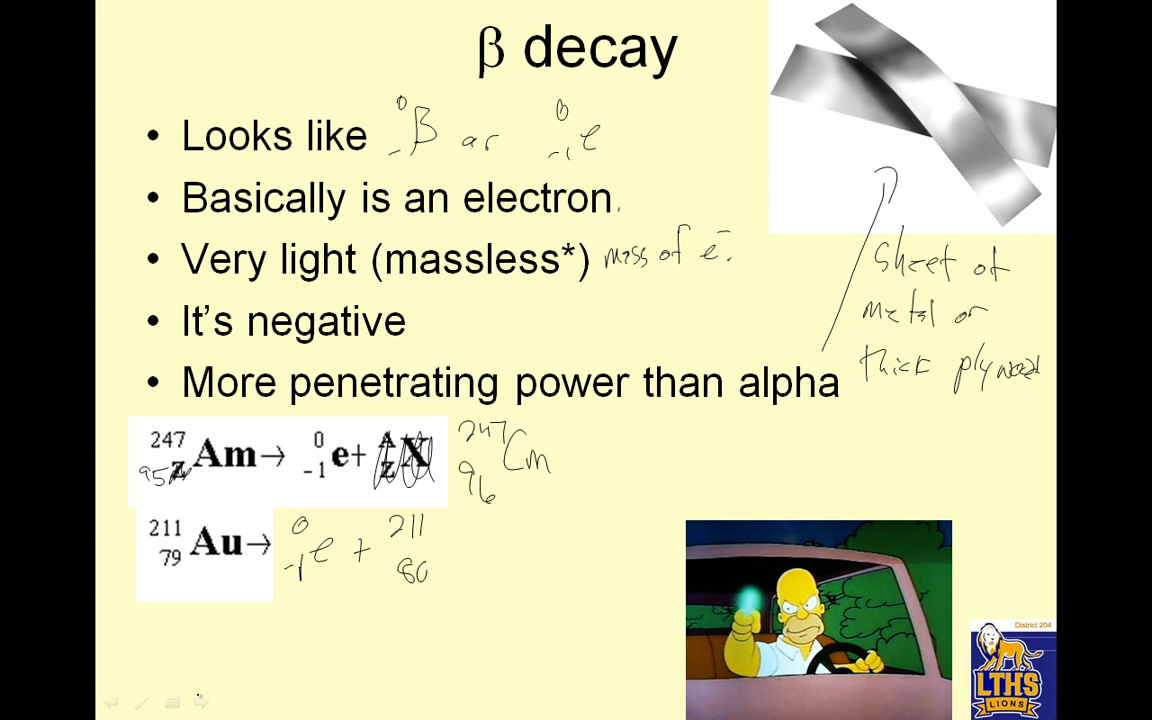 β decay
• Looks like ⁰₋β or ⁰₋₁e
• Basically is an electron.
• Very light (massless*) mass of e⁻.
• It's negative
• More penetrating power than alpha
sheet of
metal or
thick plywood
²⁴⁷₉₅Am→ ⁰₋₁e+ ᴬzX ²⁴⁷₉₆Cm
²¹¹₇₉Au→ ⁰₋₁e + ²¹¹₈₀
District 204
LTHS
LIONS